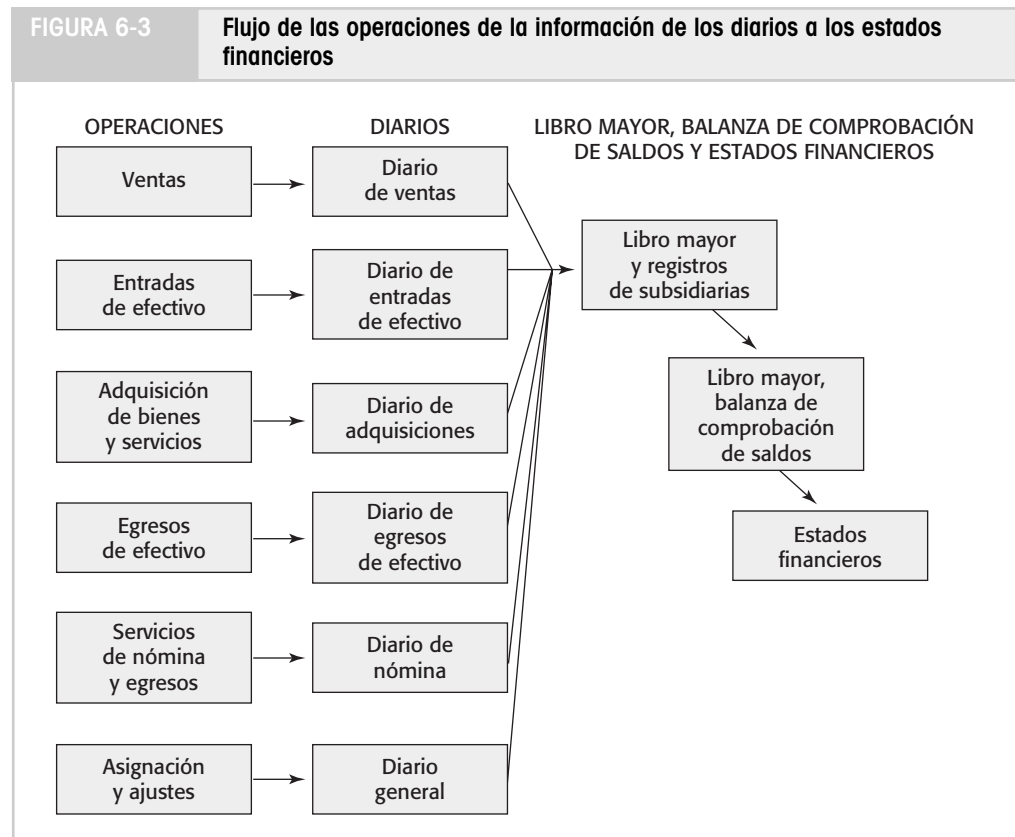 FIGURA 6-3
Flujo de las operaciones de la información de los diarios a los estados
financieros
OPERACIONES
DIARIOS
LIBRO MAYOR, BALANZA DE COMPROBACIÓN
DE SALDOS Y ESTADOS FINANCIEROS
Ventas
Diario
de ventas
Libro mayor
y registros
de subsidiarias
Entradas
de efectivo
Diario de
entradas
de efectivo
Adquisición
de bienes
y servicios
Diario de
adquisiciones
Libro mayor,
balanza de
comprobación
de saldos
Egresos
de efectivo
Diario de
egresos
de efectivo
Estados
financieros
Servicios
de nómina
y egresos
Diario de
nómina
Asignación
y ajustes
Diario
general